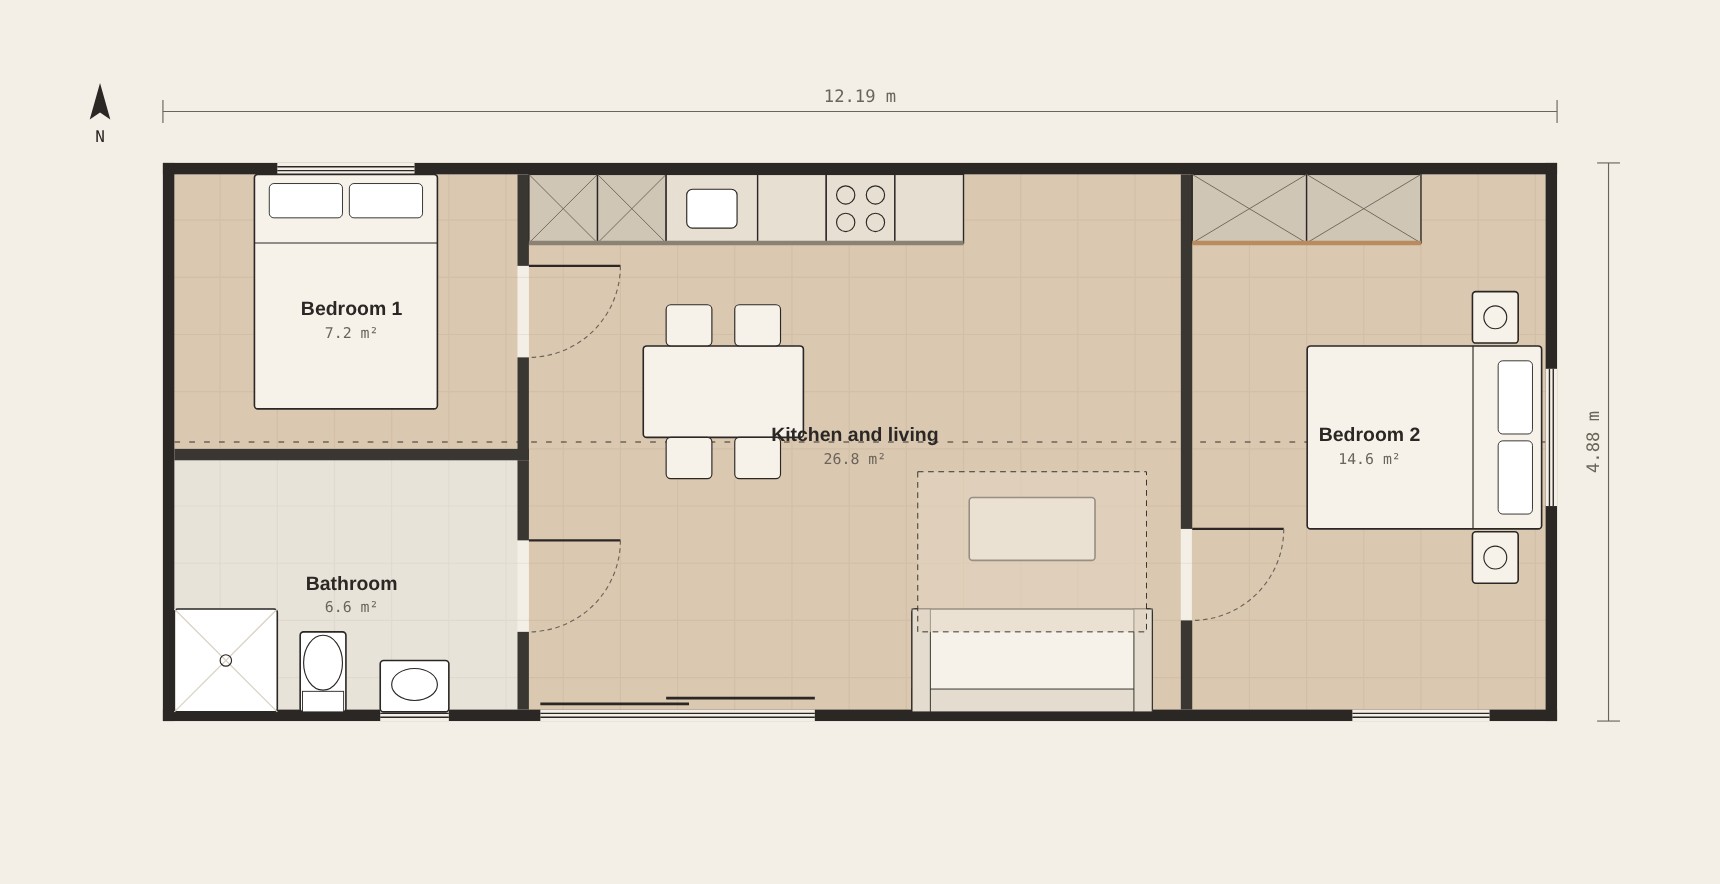 12.19 m
N
Bedroom 1
7.2 m²
Kitchen and living
26.8 m²
Bedroom 2
14.6 m²
4.88 m
Bathroom
6.6 m²